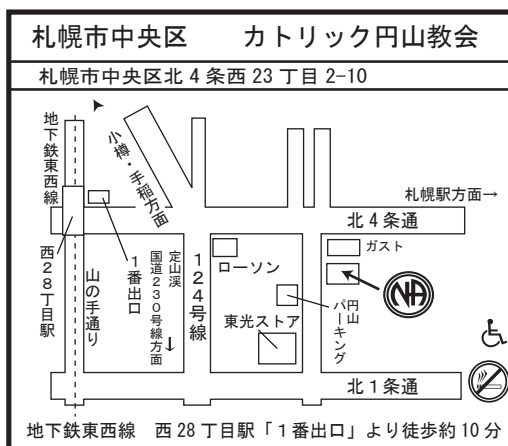 札幌市中央区　カトリック円山教会
札幌市中央区北４条西23丁目2-10
地下鉄東西線
小樽・手稲方面
札幌駅方面→
北４条通
ガスト
西２８丁目駅
山の手通り
１番出口
定山渓
国道２３０号線方面
↓
１２４号線
ローソン
円山
パーキング
東光ストア
NA
北１条通
地下鉄東西線　西28丁目駅「１番出口」より徒歩約10分